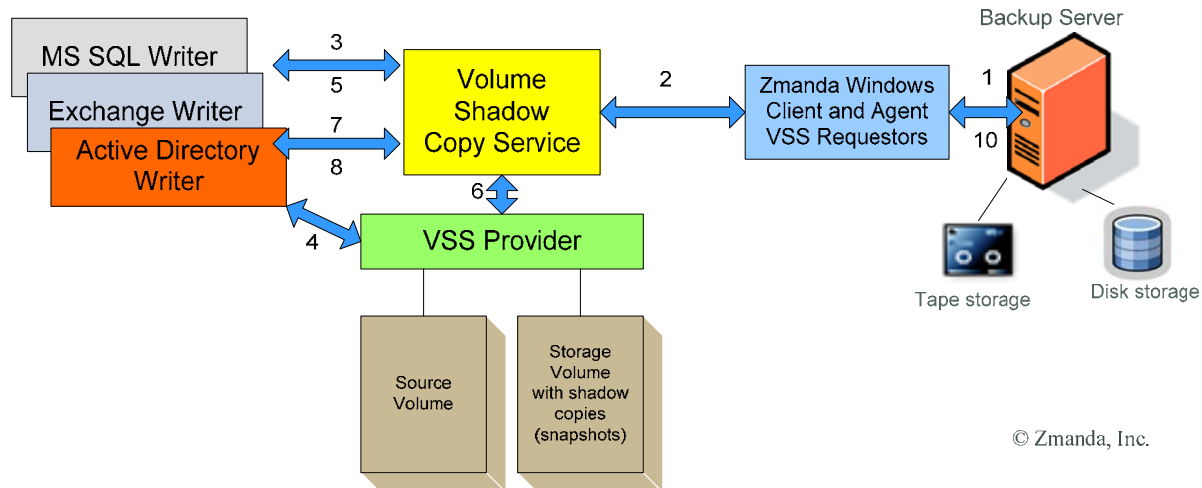 Backup Server
MS SQL Writer
Exchange Writer
Active Directory
Writer
3
5
7
8
Volume
Shadow
Copy Service
2
Zmanda Windows
Client and Agent
VSS Requestors
1
10
6
4
VSS Provider
Tape storage
Disk storage
Source
Volume
Storage
Volume
with shadow
copies
(snapshots)
© Zmanda, Inc.